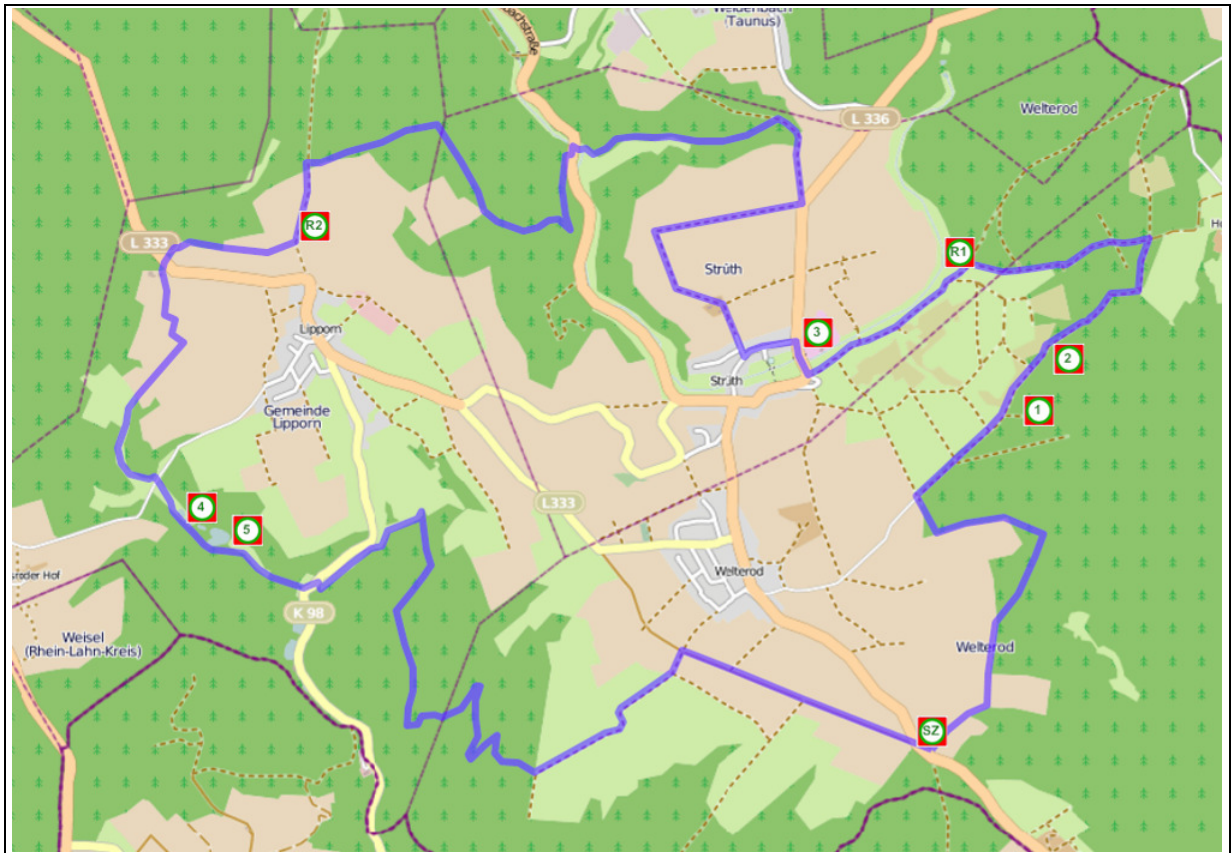 (Taunus)
L 336
Welterod
R2
L 333
R1
Strüth
3
Lipporn
2
Strüth
Gemeinde
Lipporn
1
4
L333
5
Welterod
K 98
Weisel
(Rhein-Lahn-Kreis)
Welterod
SZ